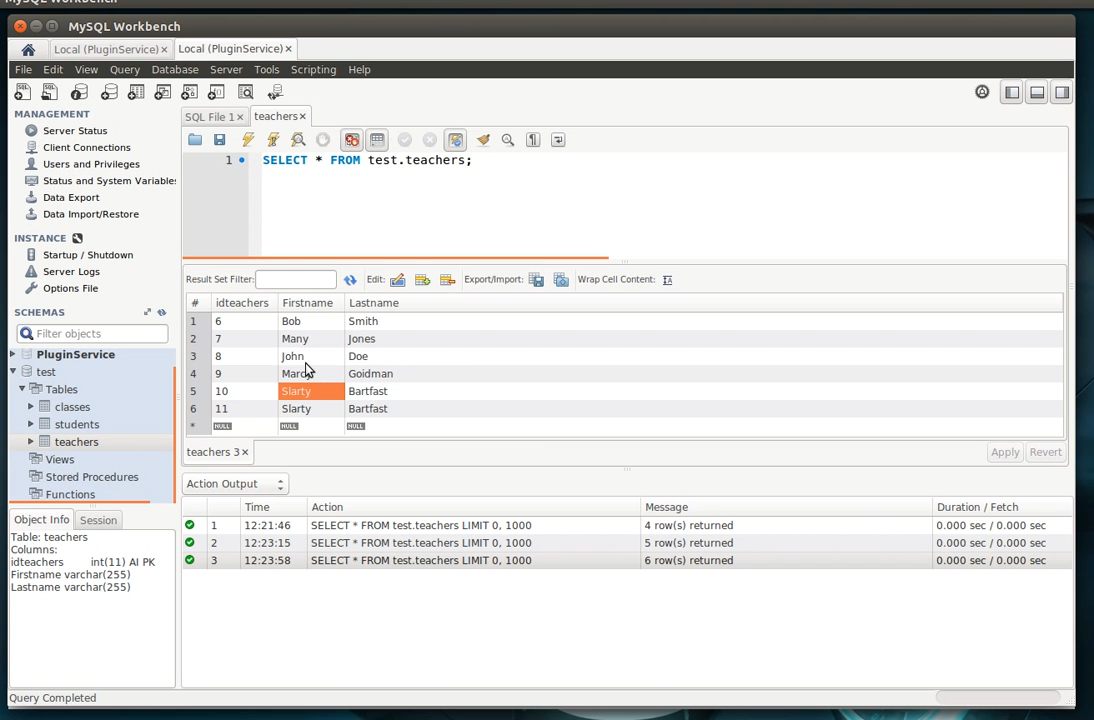 MySQL Workbench
MySQL Workbench
Local (PluginService) × Local (PluginService) ×
File Edit View Query Database Server Tools Scripting Help
MANAGEMENT
Server Status
Client Connections
Users and Privileges
Status and System Variables
Data Export
Data Import/Restore
INSTANCE
Startup / Shutdown
Server Logs
Options File
SCHEMAS
Filter objects
PluginService
test
Tables
classes
students
teachers
Views
Stored Procedures
Functions
Object Info Session
Table: teachers
Columns:
idteachers int(11) AI PK
Firstname varchar(255)
Lastname varchar(255)
SQL File 1× teachers×
1 SELECT * FROM test.teachers;
Result Set Filter: Edit: Export/Import: Wrap Cell Content: IA
# idteachers Firstname Lastname
1 6 Bob Smith
2 7 Many Jones
3 8 John Doe
4 9 Goidman
5 10 Slarty Bartfast
6 11 Slarty Bartfast
* NULL NULL NULL
teachers 3 × Apply Revert
Action Output
Time Action Message Duration / Fetch
1 12:21:46 SELECT * FROM test.teachers LIMIT 0, 1000 4 row(s) returned 0.000 sec / 0.000 sec
2 12:23:15 SELECT * FROM test.teachers LIMIT 0, 1000 5 row(s) returned 0.000 sec / 0.000 sec
3 12:23:58 SELECT * FROM test.teachers LIMIT 0, 1000 6 row(s) returned 0.000 sec / 0.000 sec
Query Completed